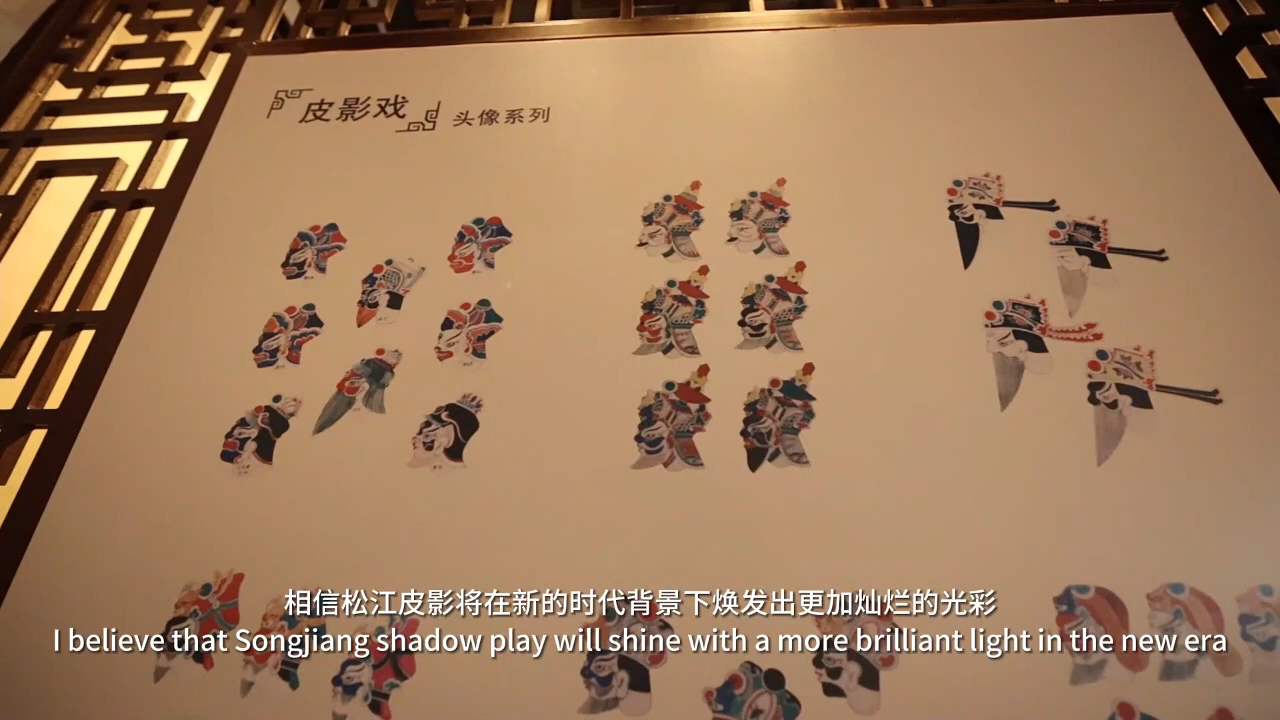 皮影戏 头像系列
相信松江皮影将在新的时代背景下焕发出更加灿烂的光彩
I believe that Songjiang shadow play will shine with a more brilliant light in the new era